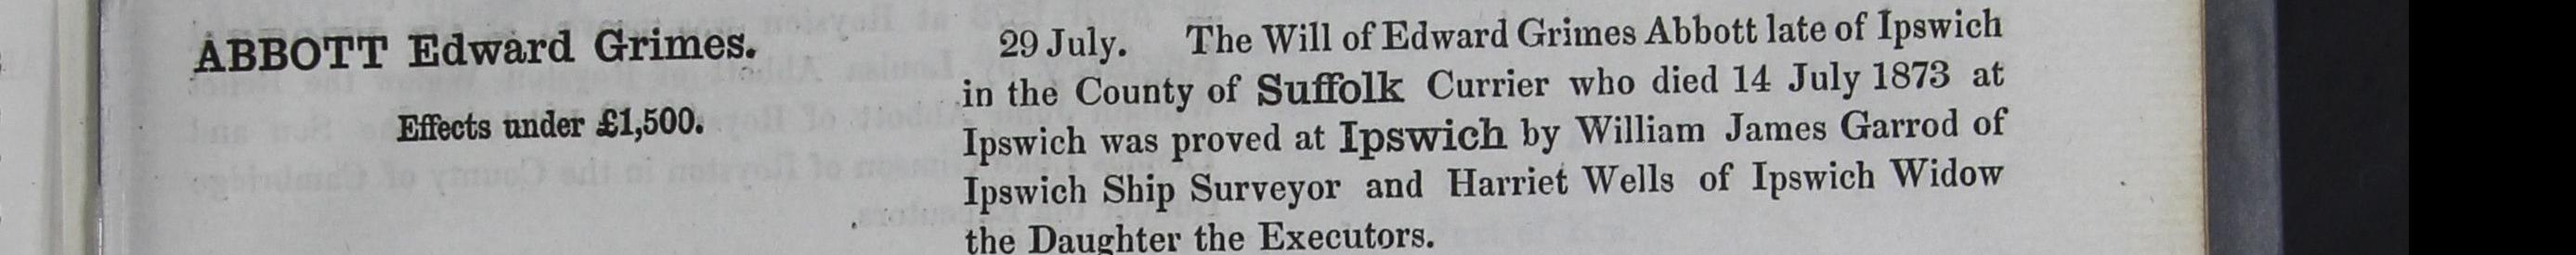 ABBOTT Edward Grimes.
Effects under £1,500.
29 July. The Will of Edward Grimes Abbott late of Ipswich
in the County of Suffolk Currier who died 14 July 1873 at
Ipswich was proved at Ipswich by William James Garrod of
Ipswich Ship Surveyor and Harriet Wells of Ipswich Widow
the Daughter the Executors.